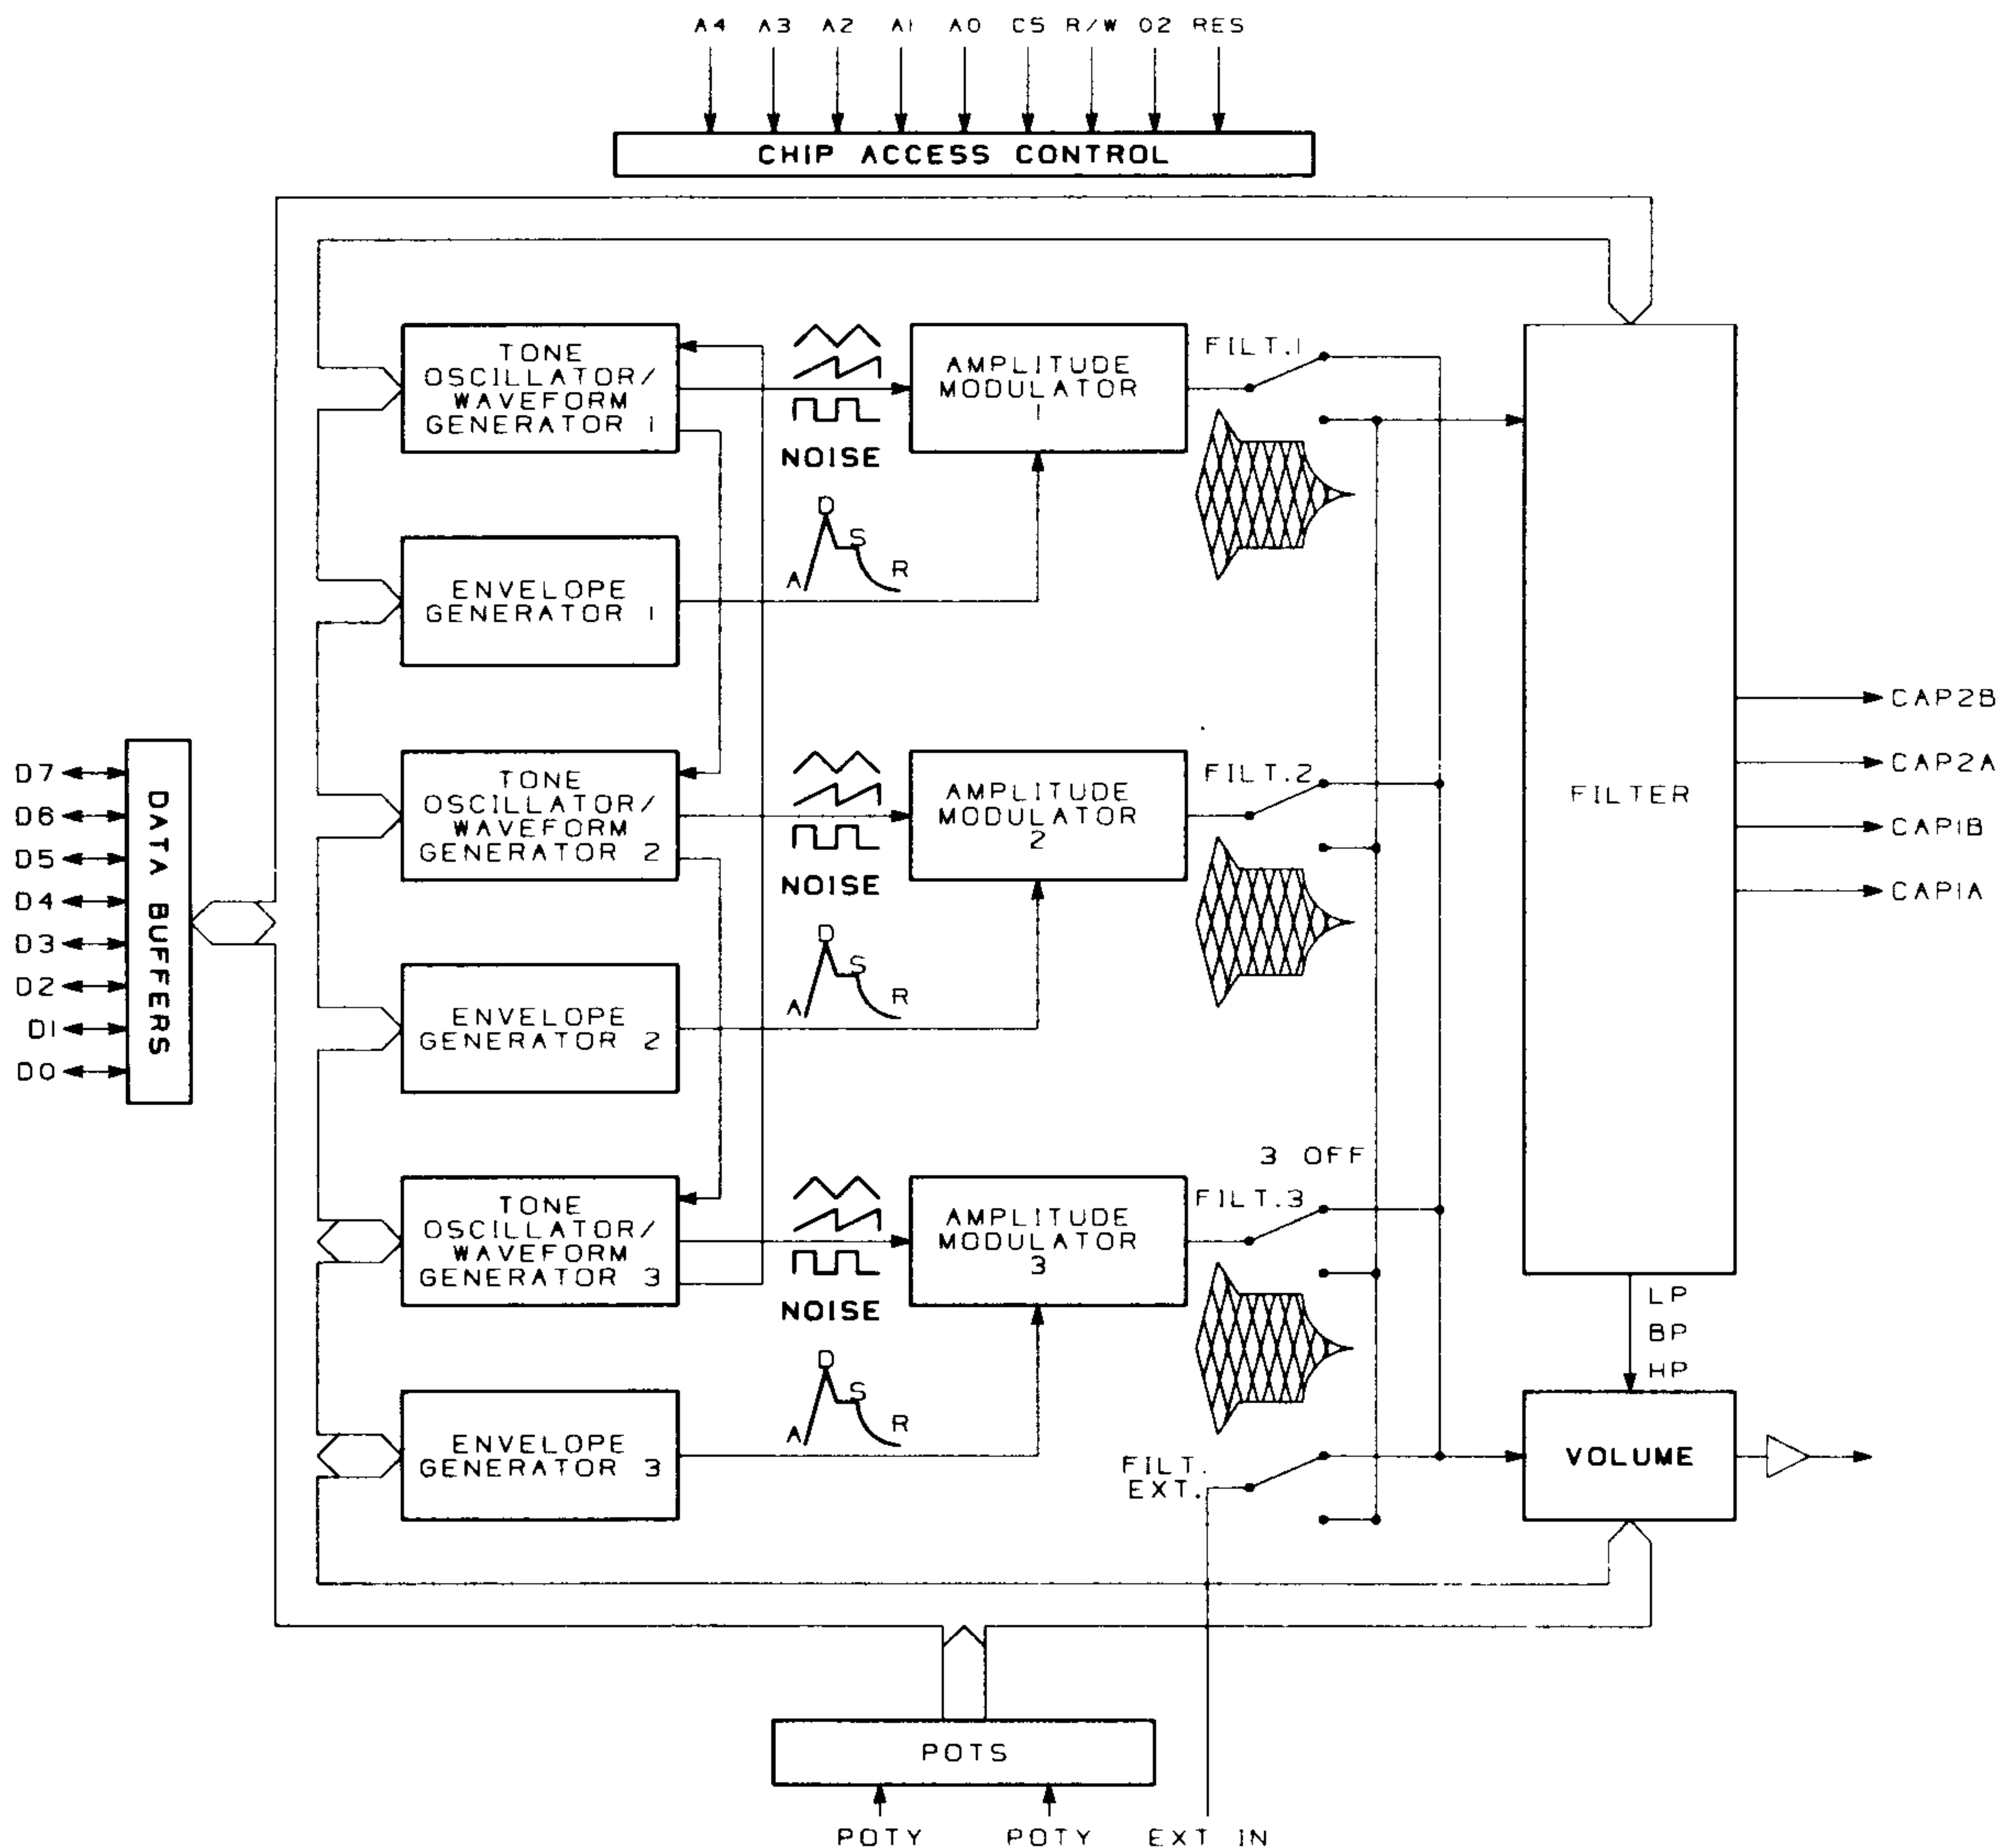 A4 A3 A2 A1 A0 CS R/W 02 RES
CHIP ACCESS CONTROL
TONE
OSCILLATOR/
WAVEFORM
GENERATOR 1
NOISE
AMPLITUDE
MODULATOR
1
FILT.1
A D S R
ENVELOPE
GENERATOR 1
TONE
OSCILLATOR/
WAVEFORM
GENERATOR 2
NOISE
AMPLITUDE
MODULATOR
2
FILT.2
A D S R
ENVELOPE
GENERATOR 2
TONE
OSCILLATOR/
WAVEFORM
GENERATOR 3
NOISE
AMPLITUDE
MODULATOR
3
3 OFF
FILT.3
A D S R
ENVELOPE
GENERATOR 3
FILT.
EXT.
D7
D6
D5
D4
D3
D2
D1
D0
DATA BUFFERS
FILTER
CAP2B
CAP2A
CAP1B
CAP1A
LP
BP
HP
VOLUME
POTS
POTY POTY EXT IN